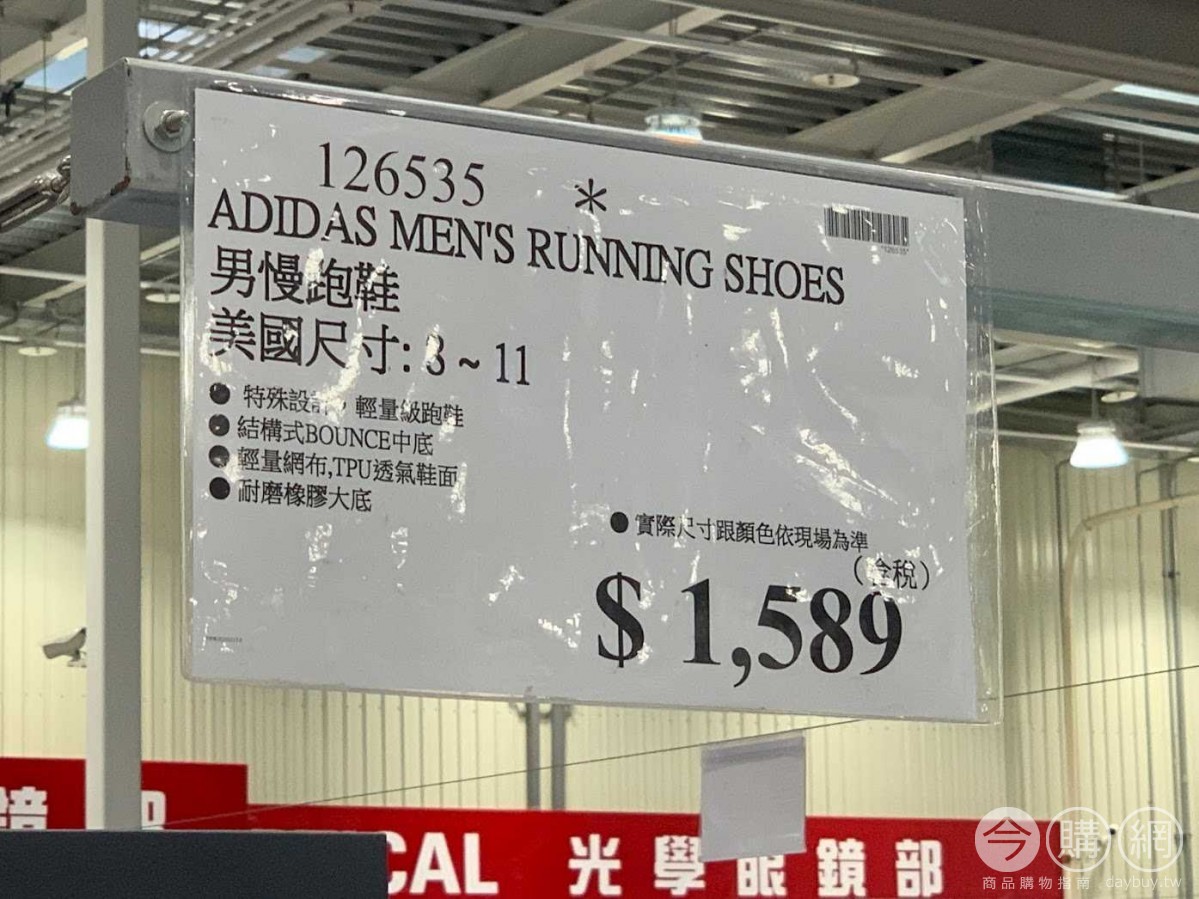 126535 *
ADIDAS MEN'S RUNNING SHOES
男慢跑鞋
美國尺寸: 8 ~ 11
● 特殊設計，輕量級跑鞋
● 結構式BOUNCE中底
● 輕量網布,TPU透氣鞋面
● 耐磨橡膠大底
● 實際尺寸跟顏色依現場為準
(含稅)
$ 1,589
鏡 部
CAL 光學眼鏡部
今購網
商品購物指南 daybuy.tw